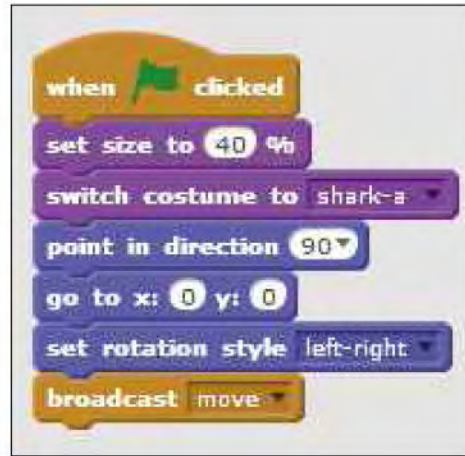 when clicked
set size to 40 %
switch costume to shark-a
point in direction 90
go to x: 0 y: 0
set rotation style left-right
broadcast move